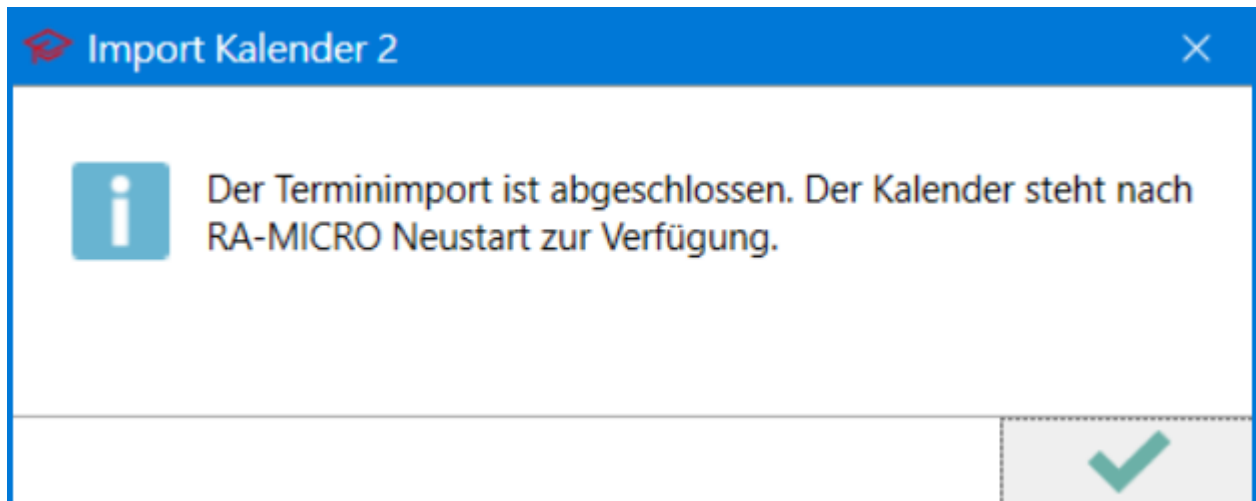 Import Kalender 2
Der Terminimport ist abgeschlossen. Der Kalender steht nach
RA-MICRO Neustart zur Verfügung.